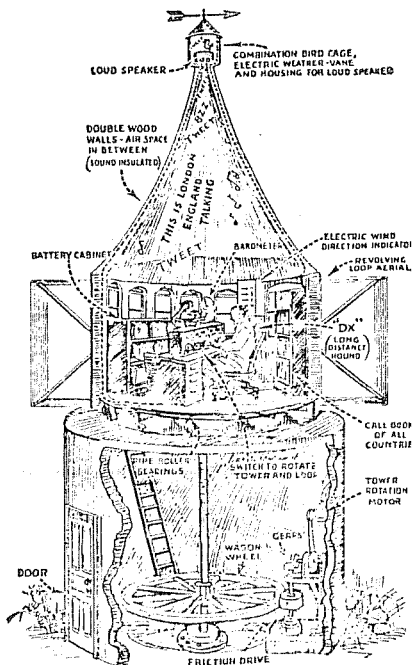 COMBINATION BIRD CAGE,
ELECTRIC WEATHER-VANE
AND HOUSING FOR LOUD SPEAKER
LOUD SPEAKER
BZZ
TWEET
DOUBLE WOOD
WALLS - AIR SPACE
IN BETWEEN
(SOUND INSULATED)
THIS IS LONDON
ENGLAND
TALKING
TWEET
BATTERY CABINET
BAROMETER
ELECTRIC WIND
DIRECTION INDICATOR
REVOLVING
LOOP AERIAL
"DX"
(LONG
DISTANCE
HOUND)
CALL BOOK
OF ALL
COUNTRIE
PIPE ROLLER
BEARINGS
SWITCH TO ROTATE
TOWER AND LOOP
TOWER
ROTATION
MOTOR
WAGON
WHEEL
GEARS
DOOR
FRICTION DRIVE